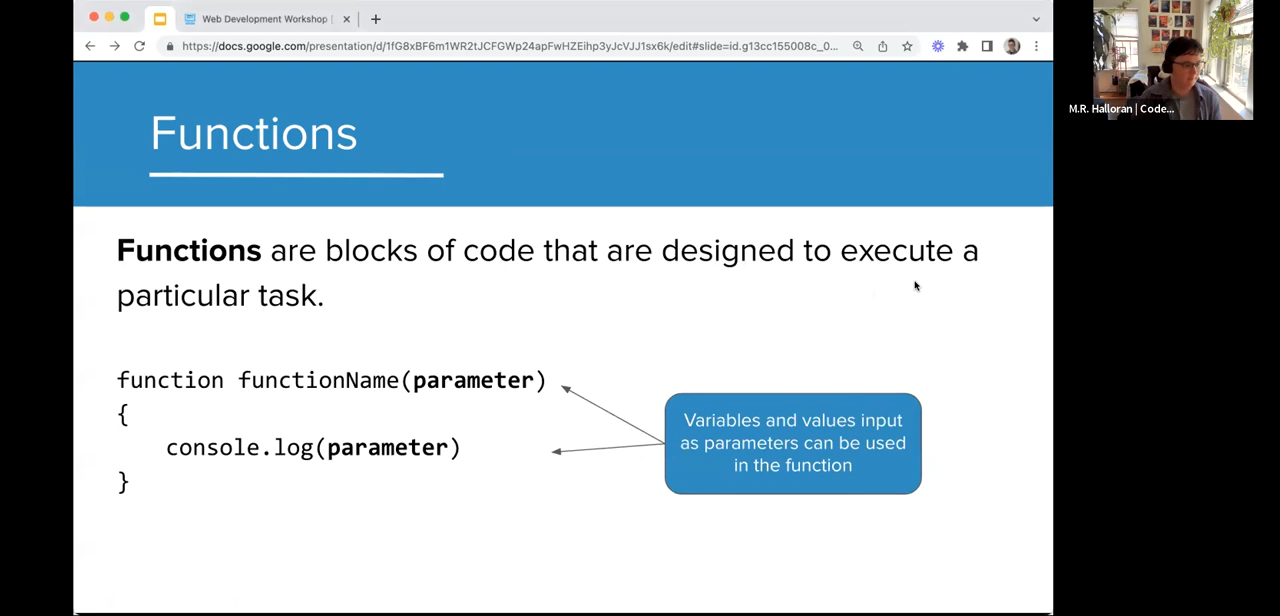 Web Development Workshop |
https://docs.google.com/presentation/d/1fG8xBF6m1WR2tJCFGWp24apFwHZEihp3yJcVJJ1sx6k/edit#slide=id.g13cc155008c_0...
M.R. Halloran | Code...
Functions
Functions are blocks of code that are designed to execute a
particular task.
function functionName(parameter)
{
console.log(parameter)
}
Variables and values input
as parameters can be used
in the function